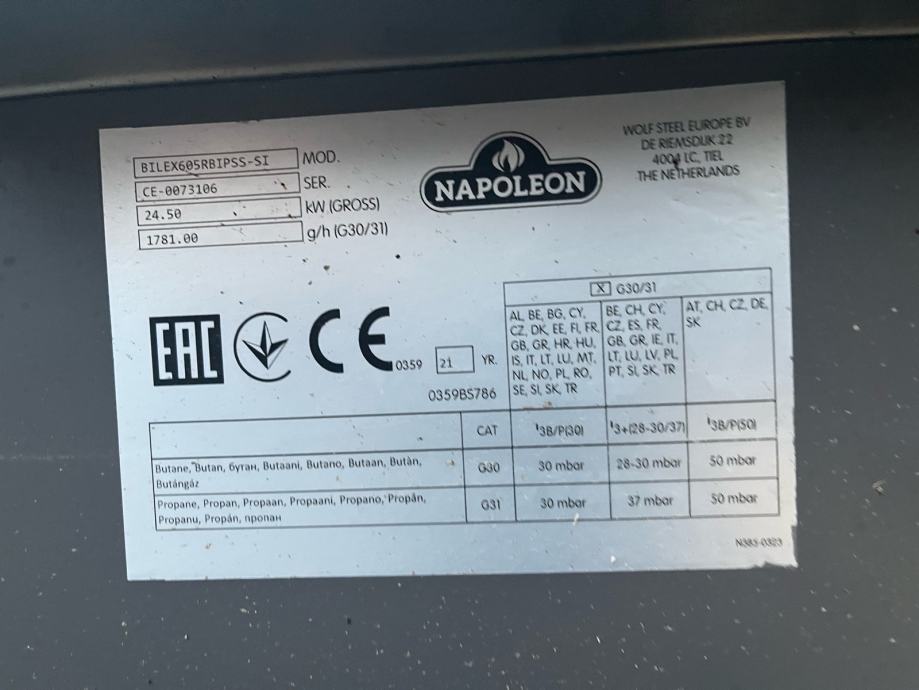 BILEX605RBIPSS-SI MOD.
CE-0073106 SER.
24.50 kW (GROSS)
1781.00 g/h (G30/31)
NAPOLEON
WOLF STEEL EUROPE BV
DE RIEMSDIJK 22
4004 LC, TIEL
THE NETHERLANDS
EAC
CE 0359
21 YR.
0359BS786
X G30/31
AL, BE, BG, CY,
CZ, DK, EE, FI, FR,
GB, GR, HR, HU,
IS, IT, LT, LU, MT,
NL, NO, PL, RO,
SE, SI, SK, TR
BE, CH, CY,
CZ, ES, FR,
GB, GR, IE, IT,
LT, LU, LV, PL,
PT, SI, SK, TR
AT, CH, CZ, DE,
SK
CAT I3B/P(30) I3+(28-30/37) I3B/P(50)
Butane, Butan, бутан, Butaani, Butano, Butaan, Butàn,
Butángáz
G30 30 mbar 28-30 mbar 50 mbar
Propane, Propan, Propaan, Propaani, Propano, Propân,
Propanu, Propán, пропан
G31 30 mbar 37 mbar 50 mbar
N385-0323